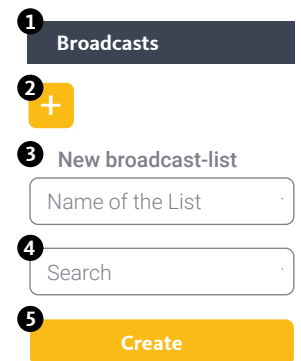 1
Broadcasts
2
+
3 New broadcast-list
Name of the List
4
Search
5
Create